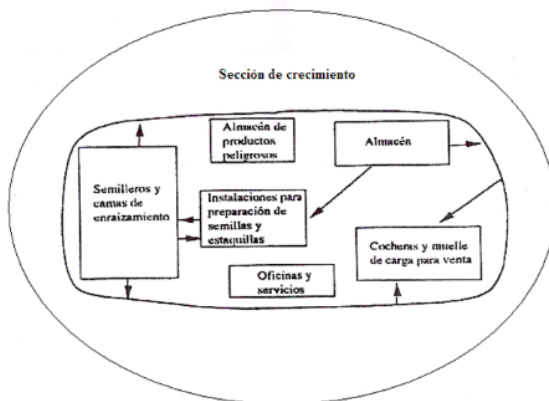 Sección de crecimiento
Almacén de
productos
peligrosos
Almacén
Semilleros y
camas de
enraizamiento
Instalaciones para
preparación de
semillas y
estaquillas
Cocheras y muelle
de carga para venta
Oficinas y
servicios